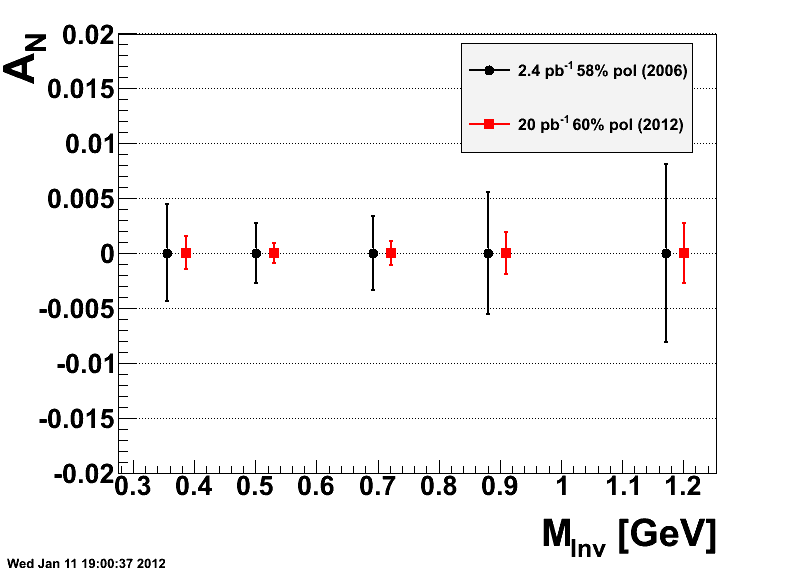 A_N
0.02
0.015
0.01
0.005
0
-0.005
-0.01
-0.015
-0.02
2.4 pb⁻¹ 58% pol (2006)
20 pb⁻¹ 60% pol (2012)
0.3 0.4 0.5 0.6 0.7 0.8 0.9 1 1.1 1.2
M_Inv [GeV]
Wed Jan 11 19:00:37 2012